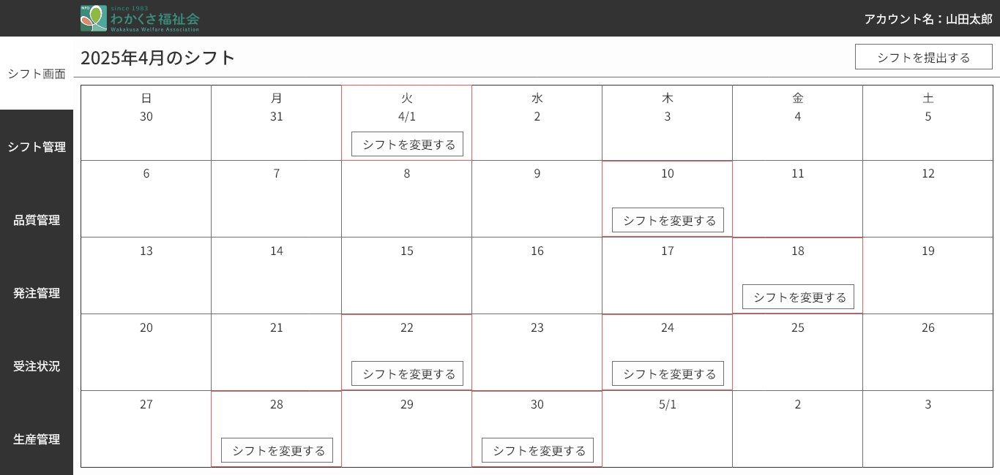 NPO
since 1983
わかくさ福祉会
Wakakusa Welfare Association
アカウント名：山田太郎
シフト画面
シフト管理
品質管理
発注管理
受注状況
生産管理
2025年4月のシフト
シフトを提出する
日 月 火 水 木 金 土
30 31 4/1 2 3 4 5
シフトを変更する
6 7 8 9 10 11 12
シフトを変更する
13 14 15 16 17 18 19
シフトを変更する
20 21 22 23 24 25 26
シフトを変更する シフトを変更する
27 28 29 30 5/1 2 3
シフトを変更する シフトを変更する